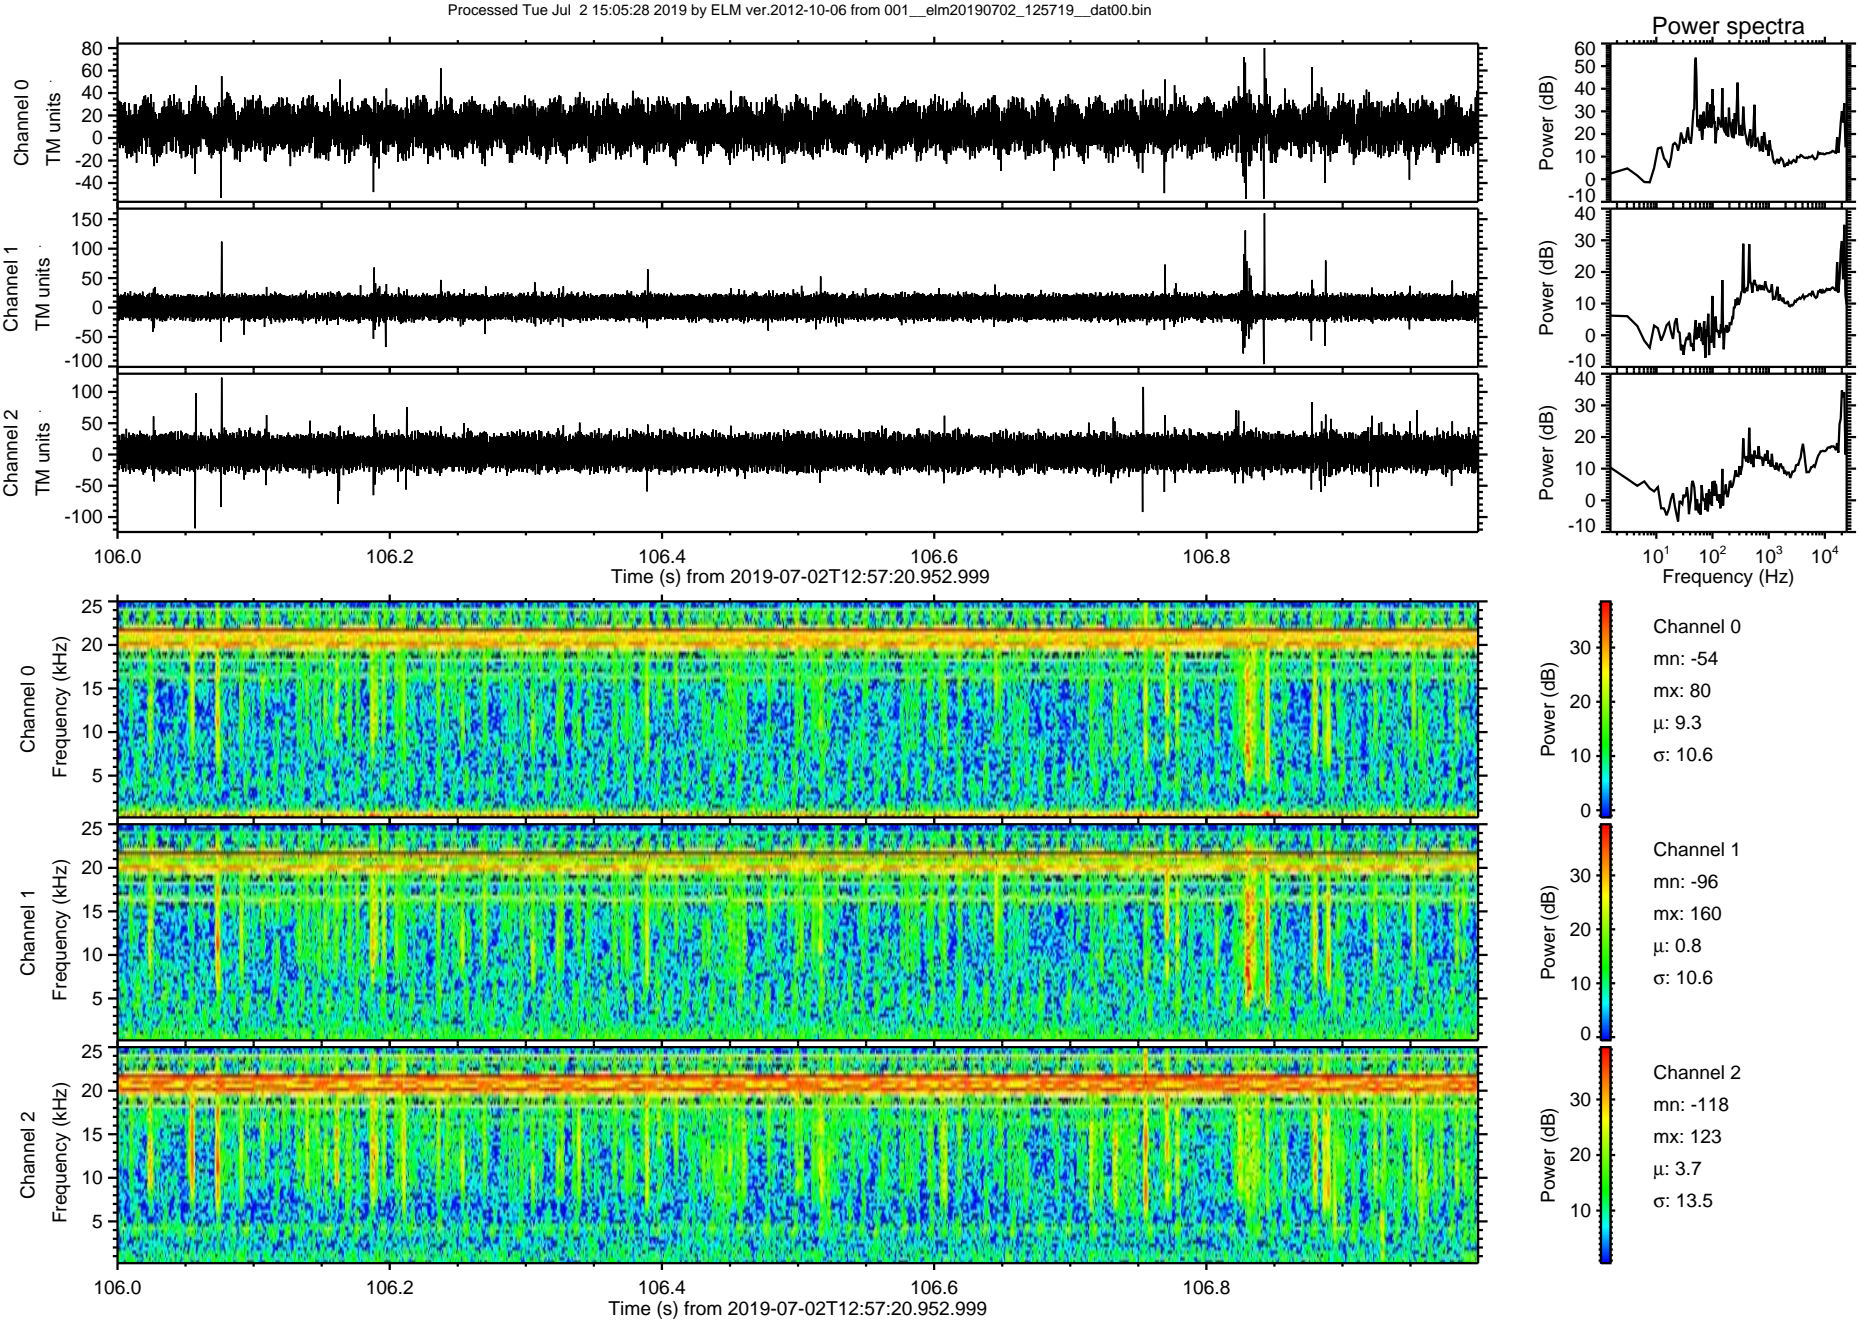 Processed Tue Jul 2 15:05:28 2019 by ELM ver.2012-10-06 from 001__elm20190702_125719__dat00.bin
Power spectra
Channel 0
TM units
80
60
40
20
0
-20
-40
Power (dB)
60
50
40
30
20
10
0
-10
Channel 1
TM units
150
100
50
0
-50
-100
Power (dB)
40
30
20
10
0
-10
Channel 2
TM units
100
50
0
-50
-100
Power (dB)
40
30
20
10
0
-10
106.0 106.2 106.4 106.6 106.8
Time (s) from 2019-07-02T12:57:20.952.999
10^1 10^2 10^3 10^4
Frequency (Hz)
Channel 0
Frequency (kHz)
25
20
15
10
5
Power (dB)
30
20
10
0
Channel 0
mn: -54
mx: 80
μ: 9.3
σ: 10.6
Channel 1
Frequency (kHz)
25
20
15
10
5
Power (dB)
30
20
10
0
Channel 1
mn: -96
mx: 160
μ: 0.8
σ: 10.6
Channel 2
Frequency (kHz)
25
20
15
10
5
Power (dB)
30
20
10
Channel 2
mn: -118
mx: 123
μ: 3.7
σ: 13.5
106.0 106.2 106.4 106.6 106.8
Time (s) from 2019-07-02T12:57:20.952.999